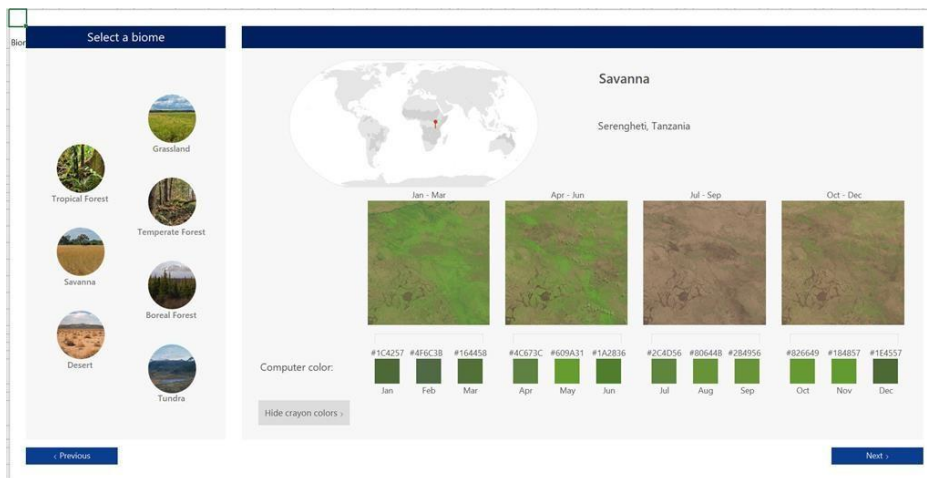 Bior
Select a biome
Grassland
Tropical Forest
Temperate Forest
Savanna
Boreal Forest
Desert
Tundra
Savanna
Serengheti, Tanzania
Jan - Mar
Apr - Jun
Jul - Sep
Oct - Dec
Computer color:
#1C4257 #4F6C3B #164458
#4C673C #609A31 #1A2836
#2C4D56 #806448 #284956
#826649 #184857 #1E4557
Jan Feb Mar
Apr May Jun
Jul Aug Sep
Oct Nov Dec
Hide crayon colors ›
‹ Previous
Next ›